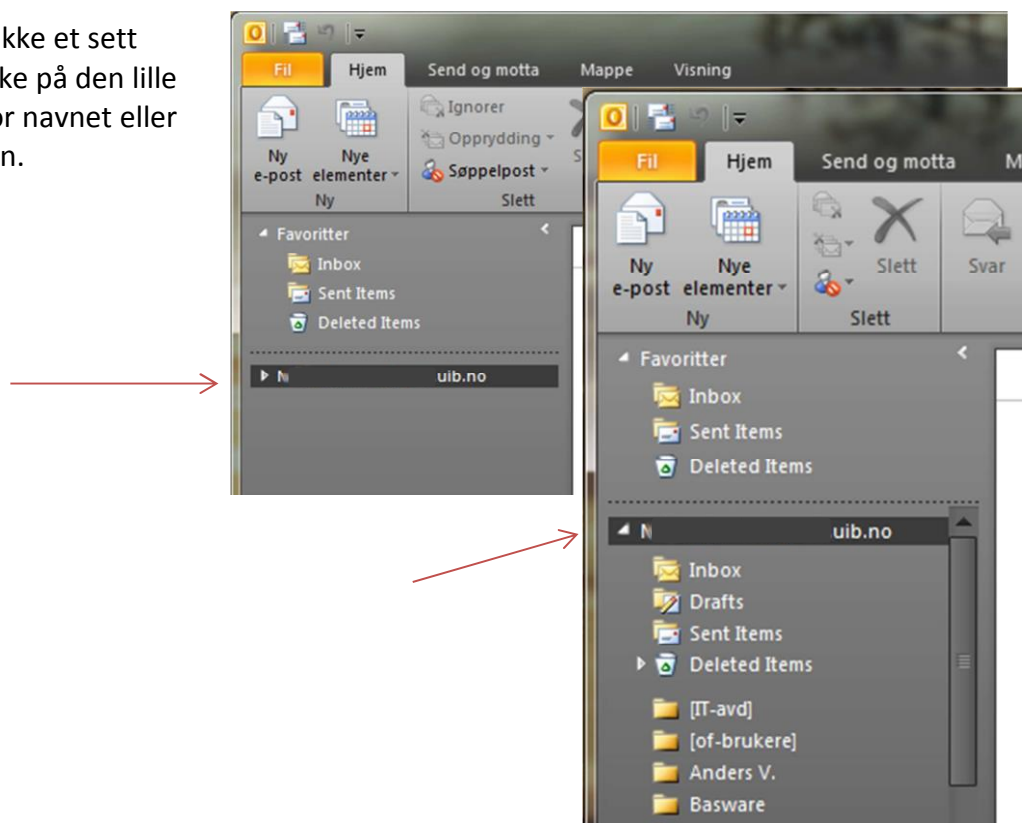 kke et sett
ke på den lille
or navnet eller
n.
Fil Hjem Send og motta Mappe Visning
Ignorer
Opprydding
Søppelpost
Ny e-post
Nye elementer
Ny Slett
Favoritter
Inbox
Sent Items
Deleted Items
N uib.no
Fil Hjem Send og motta M
Ny e-post
Nye elementer
Slett
Svar
Ny Slett
Favoritter
Inbox
Sent Items
Deleted Items
N .uib.no
Inbox
Drafts
Sent Items
Deleted Items
[IT-avd]
[of-brukere]
Anders V.
Basware